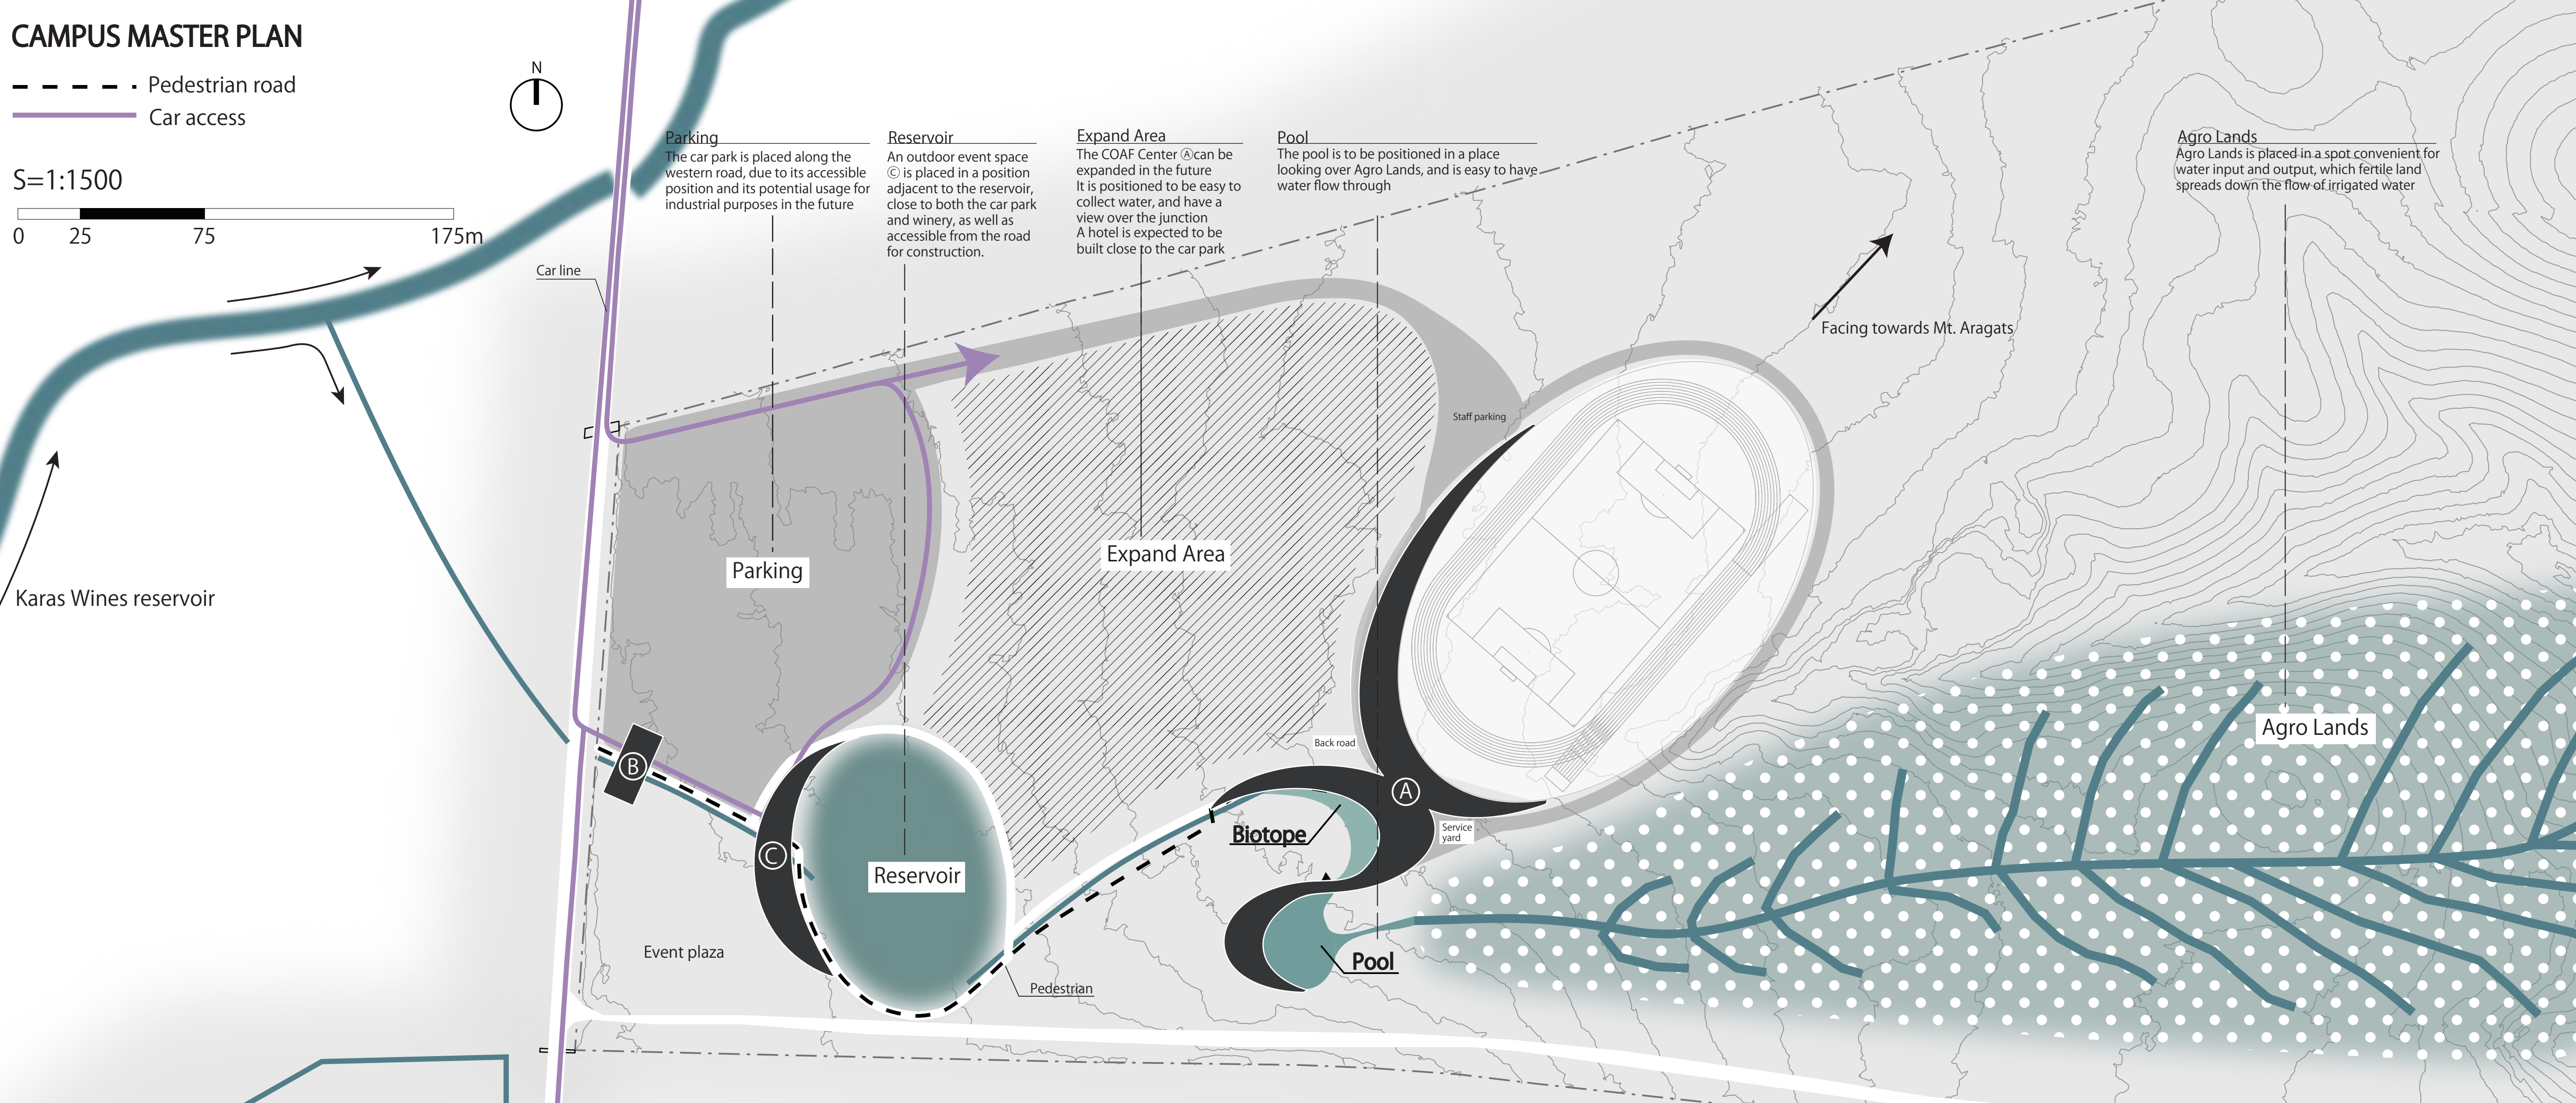 CAMPUS MASTER PLAN
Pedestrian road
Car access
S=1:1500
0 25 75 175m
N
Parking
The car park is placed along the
western road, due to its accessible
position and its potential usage for
industrial purposes in the future
Reservoir
An outdoor event space
Ⓒ is placed in a position
adjacent to the reservoir,
close to both the car park
and winery, as well as
accessible from the road
for construction.
Expand Area
The COAF Center Ⓐcan be
expanded in the future
It is positioned to be easy to
collect water, and have a
view over the junction
A hotel is expected to be
built close to the car park
Pool
The pool is to be positioned in a place
looking over Agro Lands, and is easy to have
water flow through
Agro Lands
Agro Lands is placed in a spot convenient for
water input and output, which fertile land
spreads down the flow of irrigated water
Car line
Facing towards Mt. Aragats
Staff parking
Karas Wines reservoir
Parking
Expand Area
Agro Lands
Back road
Ⓑ
Ⓐ
Biotope
Service
yard
Ⓒ
Reservoir
Event plaza
Pool
Pedestrian